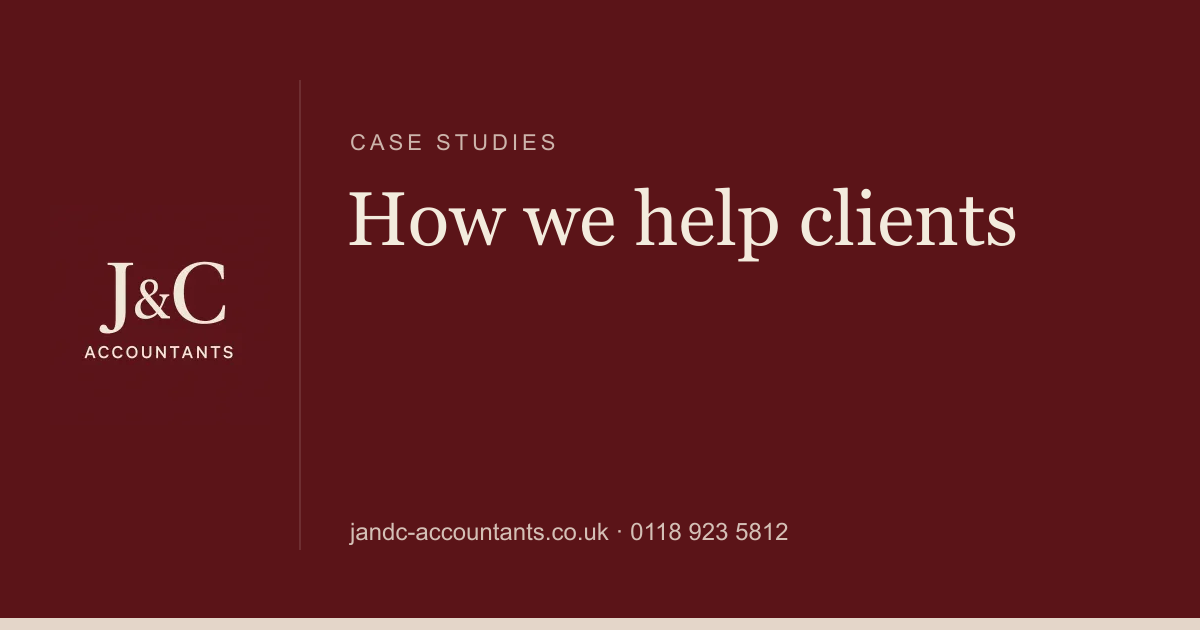 J&C
ACCOUNTANTS
CASE STUDIES
How we help clients
jandc-accountants.co.uk · 0118 923 5812